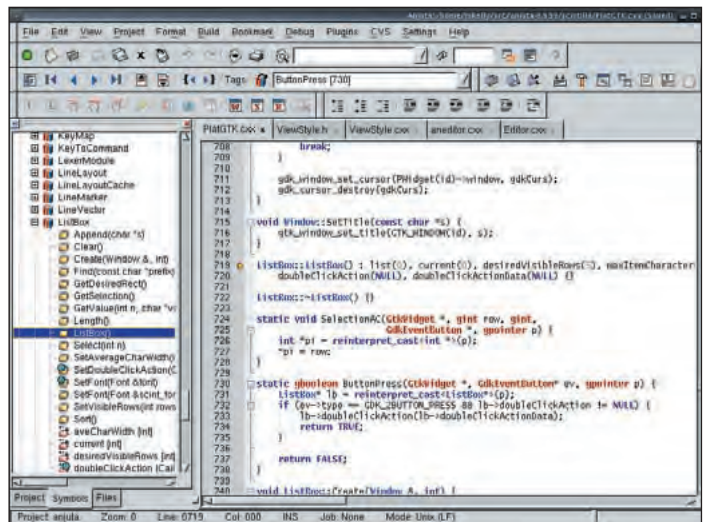 File Edit View Project Format Build Bookmark Debug Plugins CVS Settings Help
Tags: ButtonPress [730]
PlatGTK.cxx ViewStyle.h ViewStyle.cxx aneditor.cxx Editor.cxx
KeyMap
KeyToCommand
LexerModule
LineLayout
LineLayoutCache
LineMarker
LineVector
ListBox
Append(char *s)
Clear()
Create(Window &, int)
Find(const char *prefix)
GetDesiredRect()
GetSelection()
GetValue(int n, char *v
Length()
ListBox()
Select(int n)
SetAverageCharWidth(
SetDoubleClickAction(C
SetFont(Font &font)
SetFont(Font &scint_for
SetVisibleRows(int rows
Sort()
aveCharWidth [int]
current [int]
desiredVisibleRows [int]
doubleClickAction [Call
Project Symbols Files
708 break;
709 }
710
711 gdk_window_set_cursor(PWidget(id)->window, gdkCurs);
712 gdk_cursor_destroy(gdkCurs);
713 }
714
715 void Window::SetTitle(const char *s) {
716 gtk_window_set_title(GTK_WINDOW(id), s);
717 }
718
719 ListBox::ListBox() : list(0), current(0), desiredVisibleRows(5), maxItemCharacter
720 doubleClickAction(NULL), doubleClickActionData(NULL) {}
721
722 ListBox::~ListBox() {}
723
724 static void SelectionAC(GtkWidget *, gint row, gint,
725 GdkEventButton *, gpointer p) {
726 int *pi = reinterpret_cast<int *>(p);
727 *pi = row;
728 }
729
730 static gboolean ButtonPress(GtkWidget *, GdkEventButton* ev, gpointer p) {
731 ListBox* lb = reinterpret_cast<ListBox*>(p);
732 if (ev->type == GDK_2BUTTON_PRESS && lb->doubleClickAction != NULL) {
733 lb->doubleClickAction(lb->doubleClickActionData);
734 return TRUE;
735 }
736
737 return FALSE;
738 }
739
740 void ListBox::Create(Window &, int) {
Project: anjuta Zoom: 0 Line: 0719 Col: 000 INS Job: None Mode: Unix (LF)